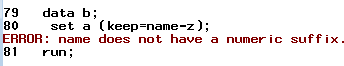 79   data b;
80    set a (keep=name-z);
ERROR: name does not have a numeric suffix.
81   run;